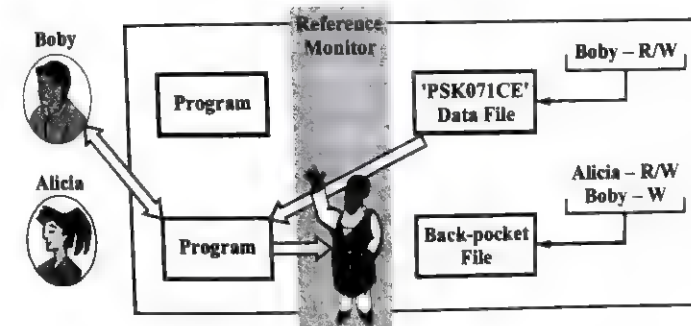 Boby
Reference
Monitor
Boby – R/W
Program
'PSK071CE'
Data File
Alicia
Alicia – R/W
Boby – W
Program
Back-pocket
File